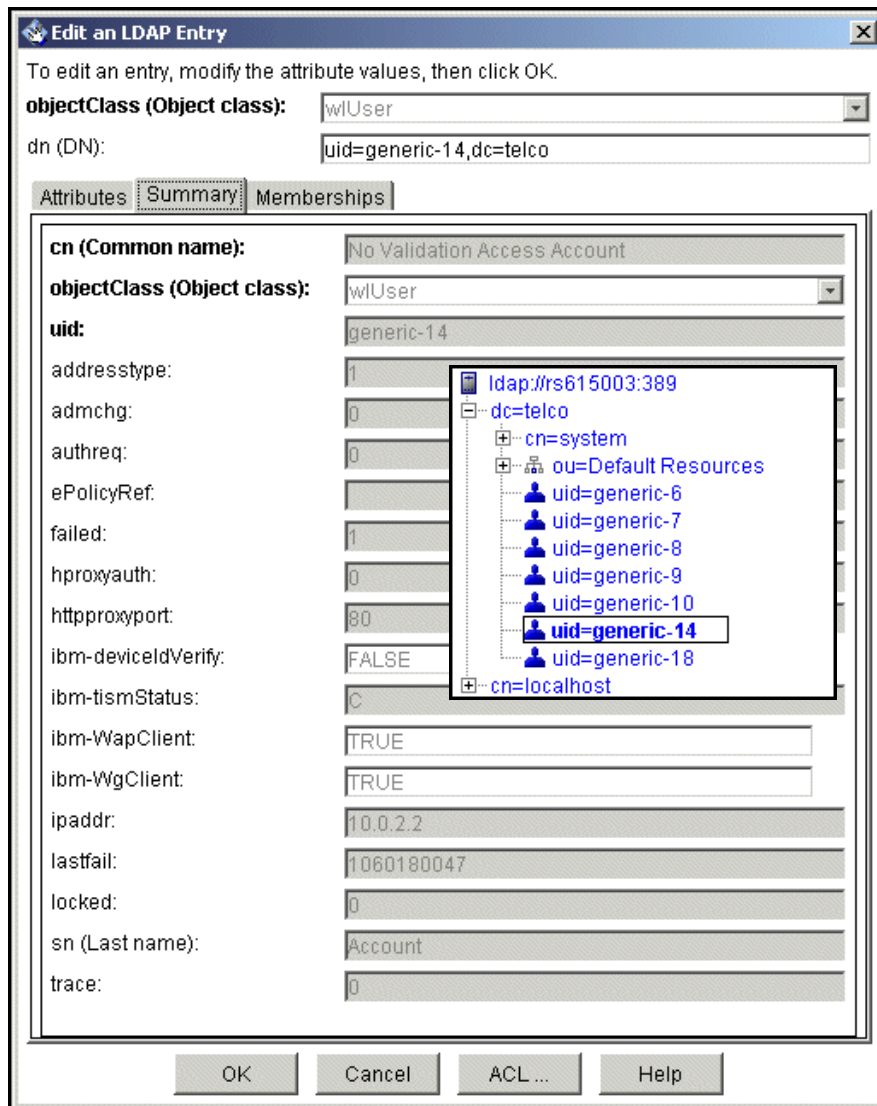 Edit an LDAP Entry
To edit an entry, modify the attribute values, then click OK.
objectClass (Object class): wlUser
dn (DN): uid=generic-14,dc=telco
Attributes Summary Memberships
cn (Common name): No Validation Access Account
objectClass (Object class): wlUser
uid: generic-14
addresstype: 1
admchg: 0
authreq: 0
ePolicyRef:
failed: 1
hproxyauth: 0
httpproxyport: 80
ibm-deviceIdVerify: FALSE
ibm-tismStatus: C
ibm-WapClient: TRUE
ibm-WgClient: TRUE
ipaddr: 10.0.2.2
lastfail: 1060180047
locked: 0
sn (Last name): Account
trace: 0
ldap://rs615003:389
dc=telco
cn=system
ou=Default Resources
uid=generic-6
uid=generic-7
uid=generic-8
uid=generic-9
uid=generic-10
uid=generic-14
uid=generic-18
cn=localhost
OK Cancel ACL ... Help